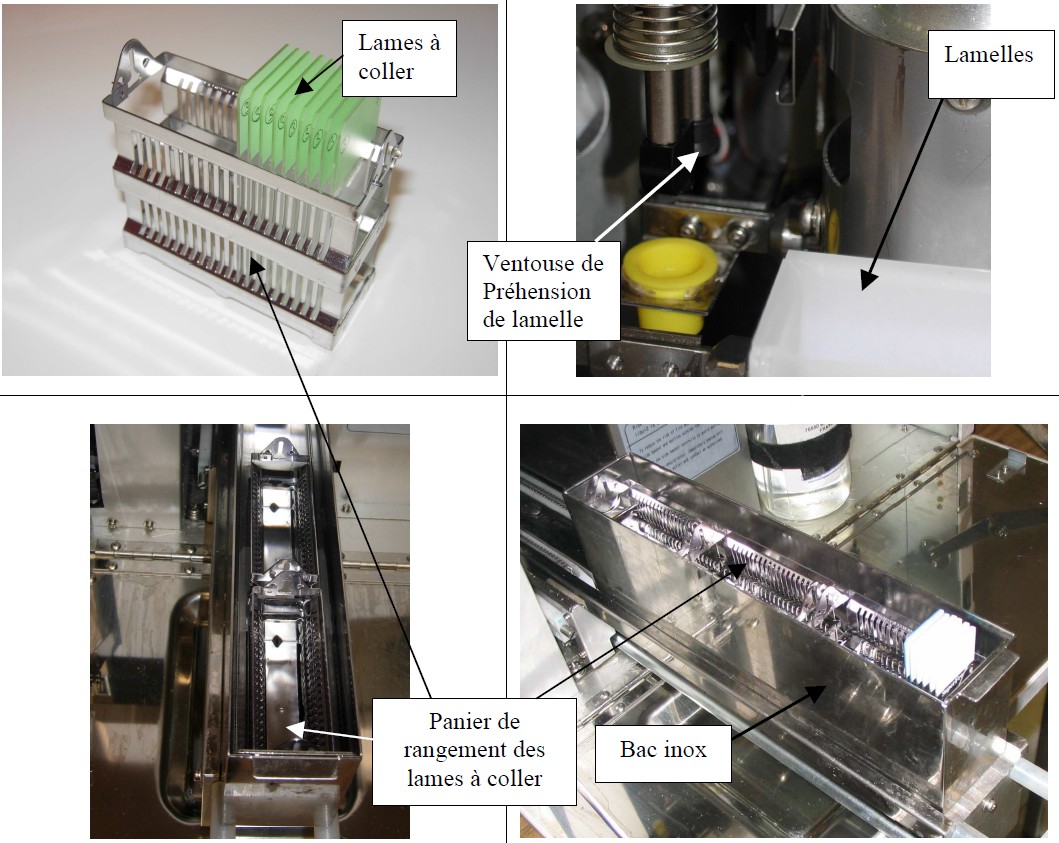 Lames à
coller
Lamelles
Ventouse de
Préhension
de lamelle
Panier de
rangement des
lames à coller
Bac inox